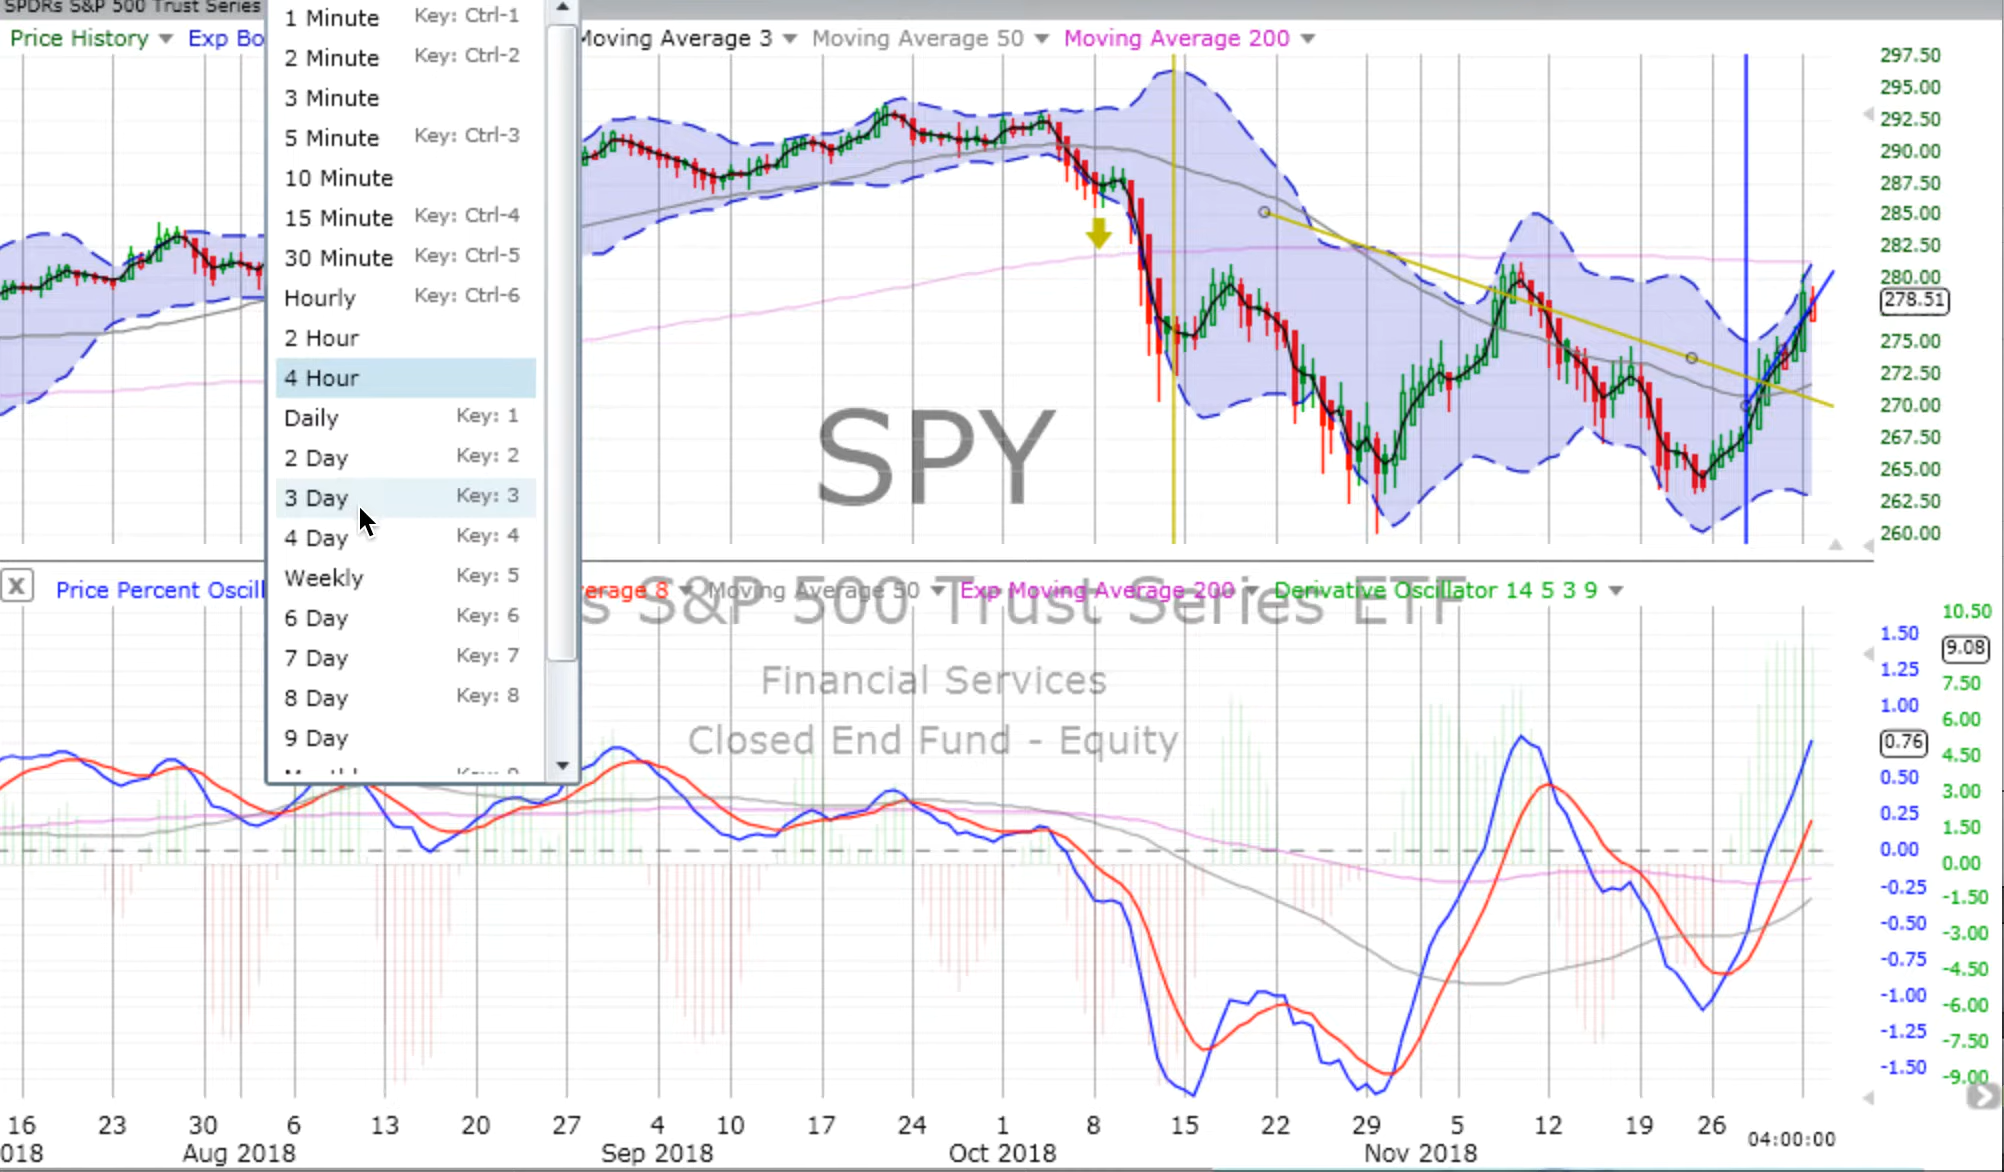 SPDRs S&P 500 Trust Series
Price History Exp Bo Moving Average 3 Moving Average 50 Moving Average 200
1 Minute Key: Ctrl-1
2 Minute Key: Ctrl-2
3 Minute
5 Minute Key: Ctrl-3
10 Minute
15 Minute Key: Ctrl-4
30 Minute Key: Ctrl-5
Hourly Key: Ctrl-6
2 Hour
4 Hour
Daily Key: 1
2 Day Key: 2
3 Day Key: 3
4 Day Key: 4
Weekly Key: 5
6 Day Key: 6
7 Day Key: 7
8 Day Key: 8
9 Day
297.50
295.00
292.50
290.00
287.50
285.00
282.50
280.00
278.51
275.00
272.50
270.00
267.50
265.00
262.50
260.00
SPY
X Price Percent Oscill erage 8 Moving Average 50 Exp Moving Average 200 Derivative Oscillator 14 5 3 9
s S&P 500 Trust Series ETF
Financial Services
Closed End Fund - Equity
1.50
1.25
1.00
0.76
0.50
0.25
0.00
-0.25
-0.50
-0.75
-1.00
-1.25
-1.50
10.50
9.08
7.50
6.00
4.50
3.00
1.50
0.00
-1.50
-3.00
-4.50
-6.00
-7.50
-9.00
16 23 30 6 13 20 27 4 10 17 24 1 8 15 22 29 5 12 19 26 04:00:00
018 Aug 2018 Sep 2018 Oct 2018 Nov 2018